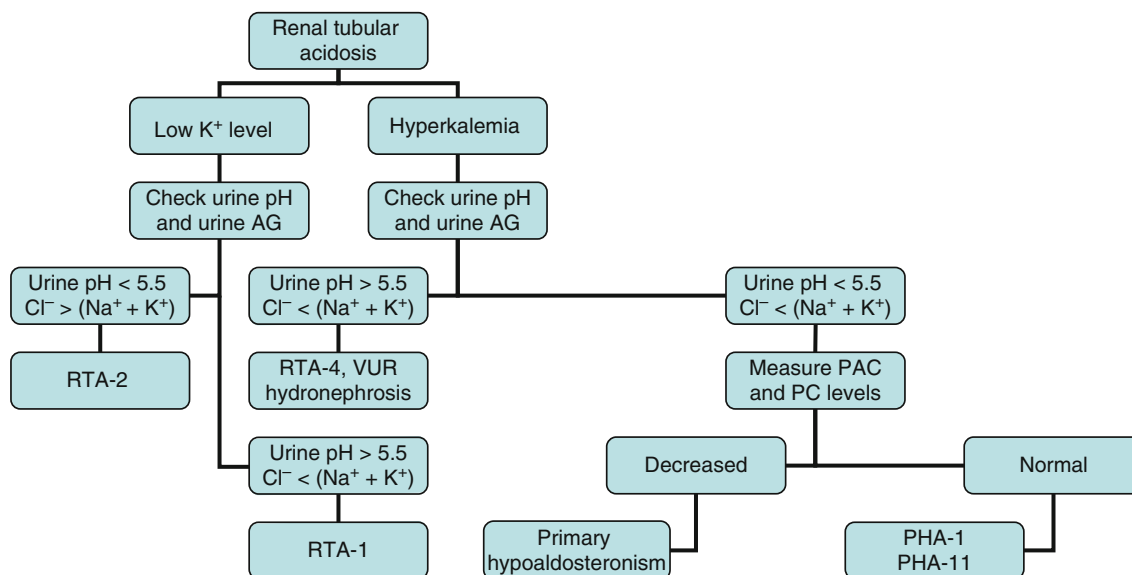 Renal tubular
acidosis
Low K⁺ level
Hyperkalemia
Check urine pH
and urine AG
Check urine pH
and urine AG
Urine pH < 5.5
Cl⁻ > (Na⁺ + K⁺)
Urine pH > 5.5
Cl⁻ < (Na⁺ + K⁺)
Urine pH < 5.5
Cl⁻ < (Na⁺ + K⁺)
RTA-2
RTA-4, VUR
hydronephrosis
Measure PAC
and PC levels
Urine pH > 5.5
Cl⁻ < (Na⁺ + K⁺)
Decreased
Normal
RTA-1
Primary
hypoaldosteronism
PHA-1
PHA-11